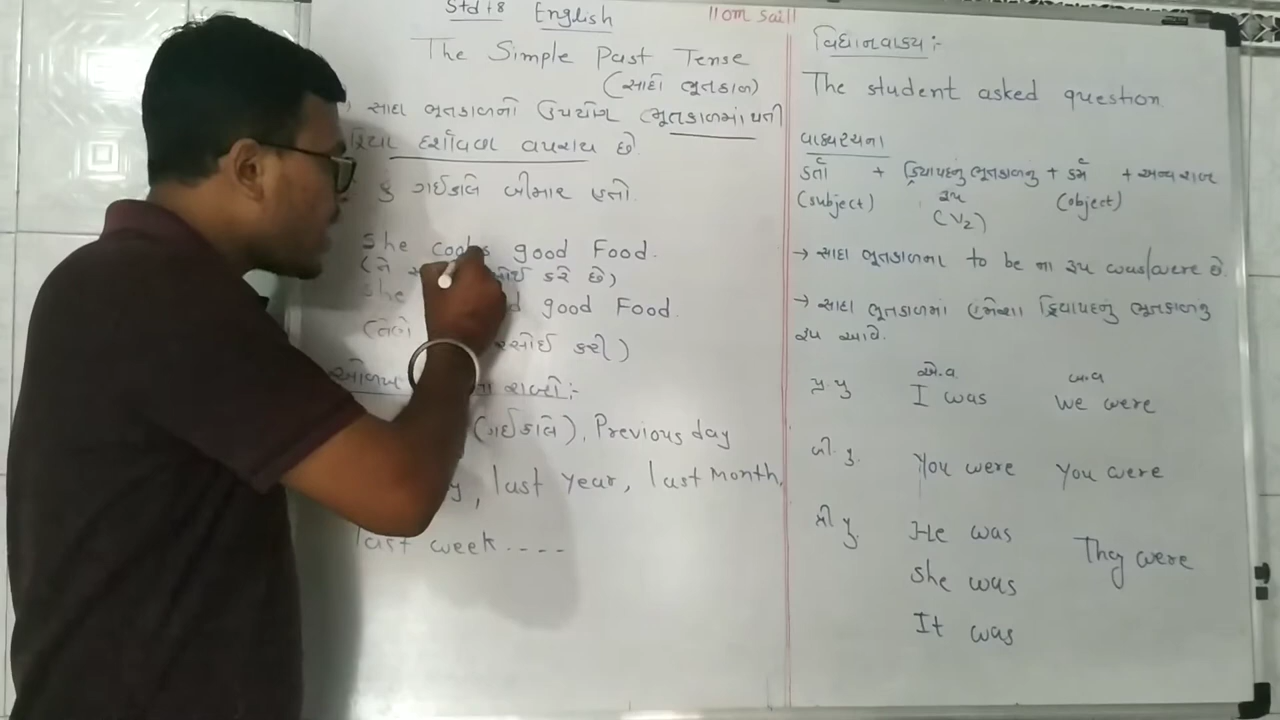 Std : 8 English
11 om sai 11
The Simple Past Tense
(સાદો ભૂતકાળ)
સાદા ભૂતકાળનો ઉપયોગ ભૂતકાળમાં થતી
ક્રિયા દર્શાવવા વપરાય છે.
હું ગઈકાલે બીમાર હતો.
She cooks good Food.
રસોઈ કરે છે)
She good Food.
(તેણે રસોઈ કરી)
શબ્દો :-
(ગઈકાલે), Previous day
last year, last Month,
last week....
વિધાનવાક્ય :-
The student asked question.
વાક્યરચના
કર્તા + ક્રિયાપદનું ભૂતકાળનું + કર્મ + અન્ય શબ્દ
(subject) રૂપ (object)
(V2)
→ સાદા ભૂતકાળના to be ના રૂપ was/were છે.
→ સાદા ભૂતકાળમાં હંમેશા ક્રિયાપદનું ભૂતકાળનું
રૂપ આવે.
એ.વ બ.વ
પ્ર પુ I was We were
બી. પુ. You were You were
ત્રી પુ. He was They were
She was
It was